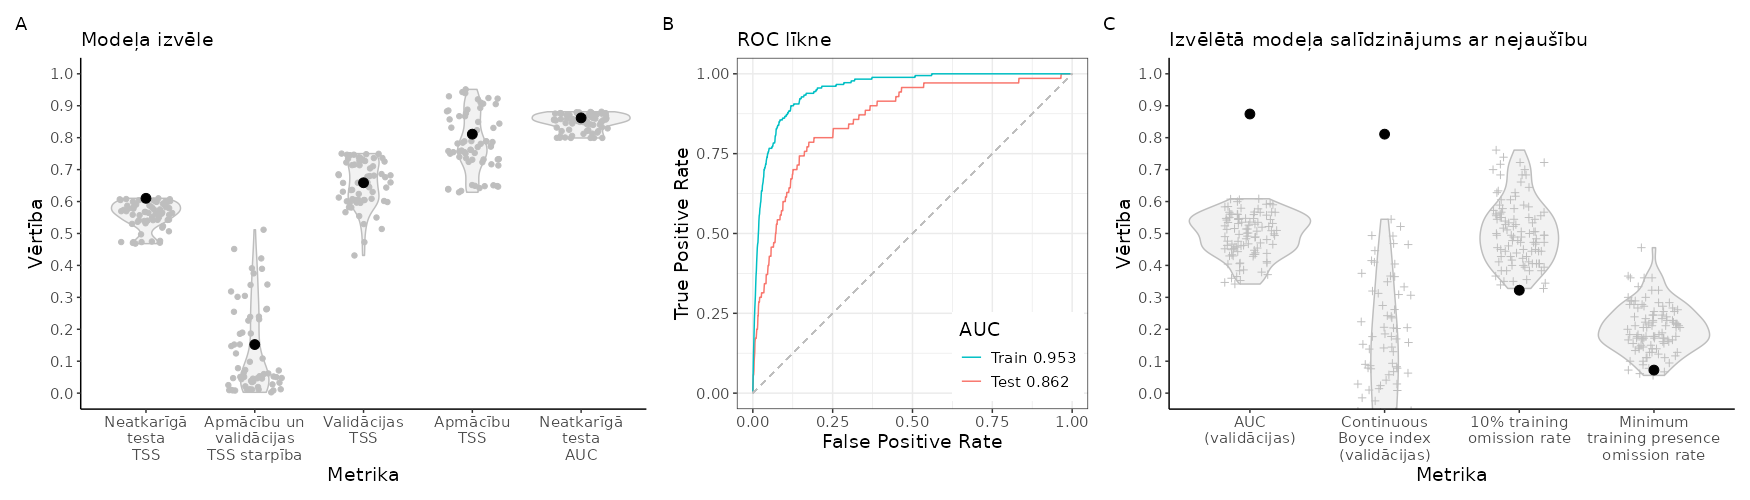 A
Modeļa izvēle
Vērtība
1.0
0.9
0.8
0.7
0.6
0.5
0.4
0.3
0.2
0.1
0.0
Neatkarīgā
testa
TSS
Apmācību un
validācijas
TSS starpība
Validācijas
TSS
Apmācību
TSS
Neatkarīgā
testa
AUC
Metrika
B
ROC līkne
True Positive Rate
1.00
0.75
0.50
0.25
0.00
AUC
Train 0.953
Test 0.862
0.00
0.25
0.50
0.75
1.00
False Positive Rate
C
Izvēlētā modeļa salīdzinājums ar nejaušību
Vērtība
1.0
0.9
0.8
0.7
0.6
0.5
0.4
0.3
0.2
0.1
0.0
AUC
(validācijas)
Continuous
Boyce index
(validācijas)
10% training
omission rate
Minimum
training presence
omission rate
Metrika